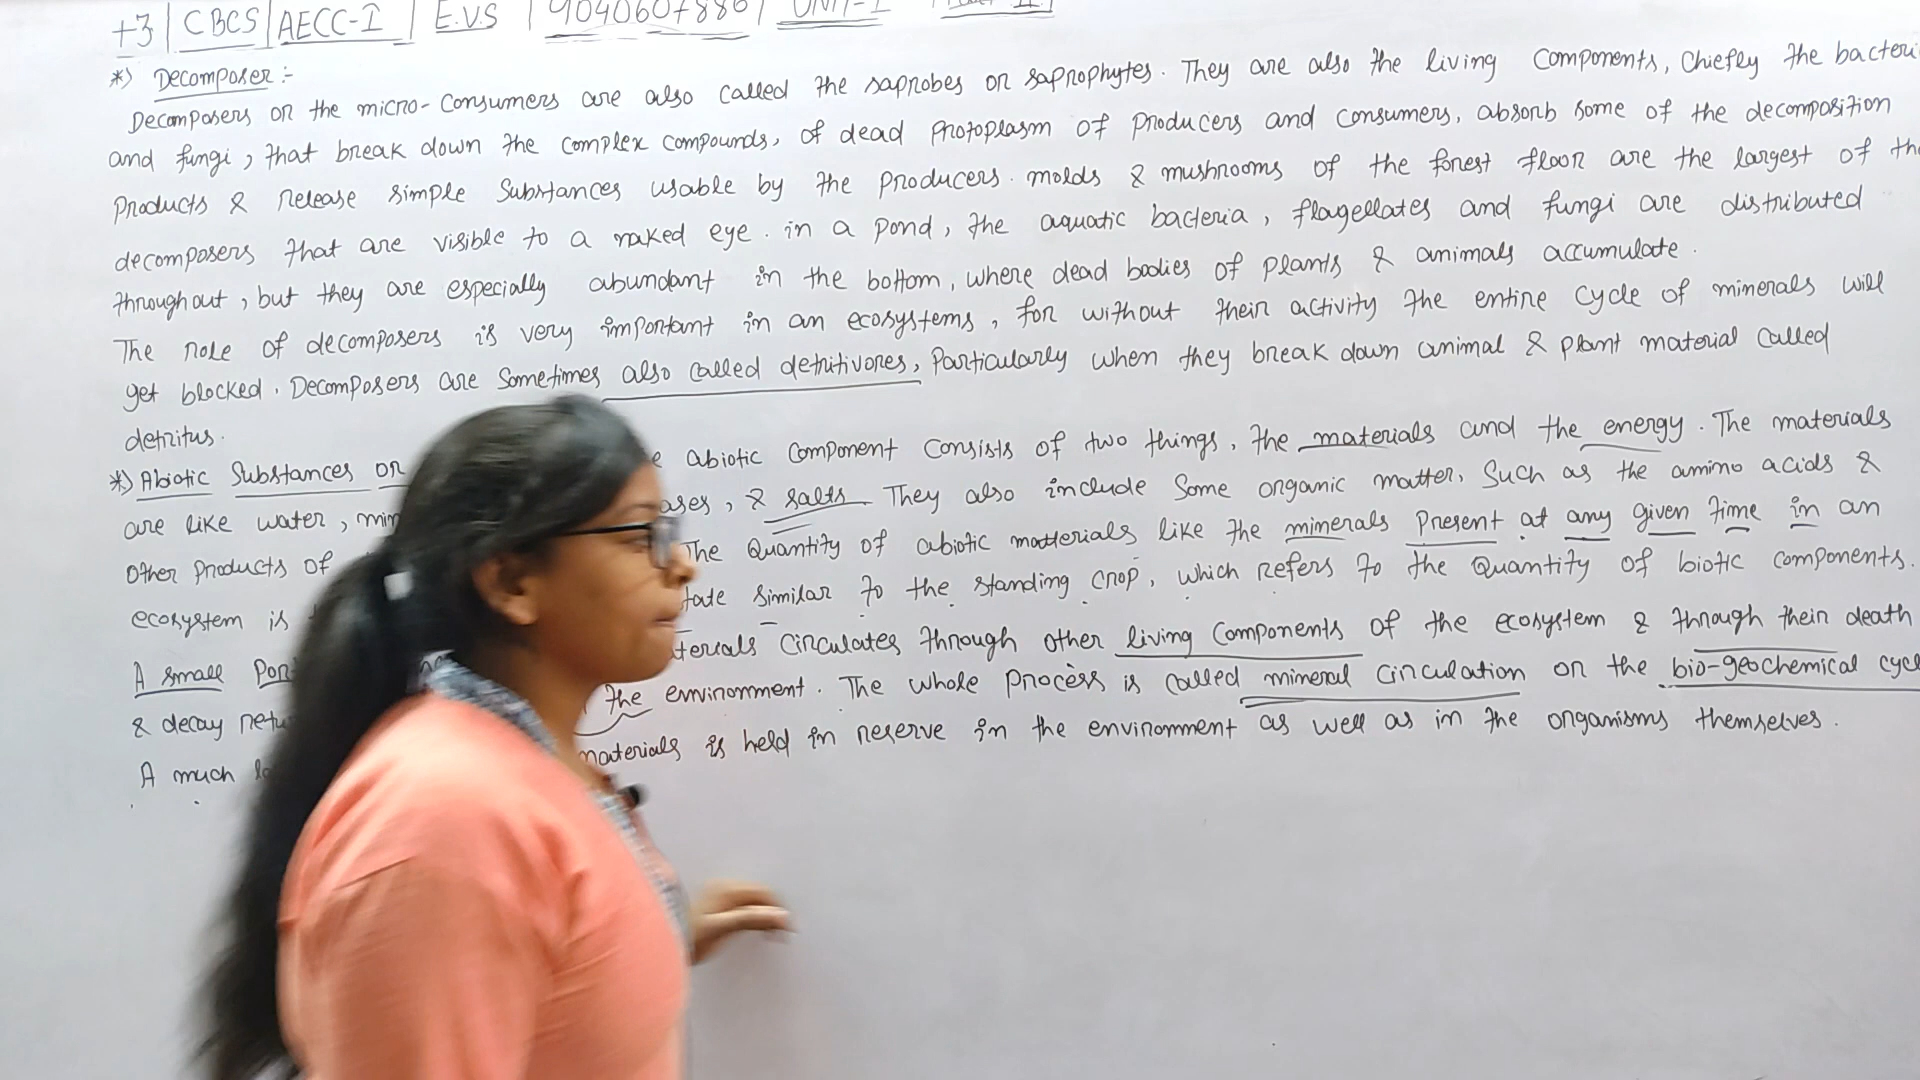 +3 | CBCS | AECC-I | E.V.S | 9040607886 | UNIT-I
*) Decomposer :-
Decomposers or the micro-consumers are also called the saprobes or saprophytes. They are also the living components, chiefly the bacteri
and fungi, that break down the complex compounds, of dead protoplasm of producers and consumers, absorb some of the decomposition
products & release simple substances usable by the producers. molds & mushrooms of the forest floor are the largest of th
decomposers that are visible to a naked eye. in a pond, the aquatic bacteria, flagellates and fungi are distributed
throughout, but they are especially abundant in the bottom, where dead bodies of plants & animals accumulate.
The role of decomposers is very important in an ecosystems, for without their activity the entire cycle of minerals will
get blocked. Decomposers are sometimes also called detritivores, particularly when they break down animal & plant material called
detritus.
*) Abiotic Substances or e abiotic component consists of two things, the materials and the energy. The materials
are like water, min ases, & salts They also include some organic matter, such as the amino acids &
other products of The Quantity of abiotic matterials like the minerals present at any given time in an
ecosystem is tate similar to the standing crop, which refers to the Quantity of biotic components.
A small por terials circulates through other living components of the ecosystem & through their death
& decay retu the environment. The whole process is called mineral circulation or the bio-geochemical cycl
A much la materials is held in reserve in the environment as well as in the organisms themselves.